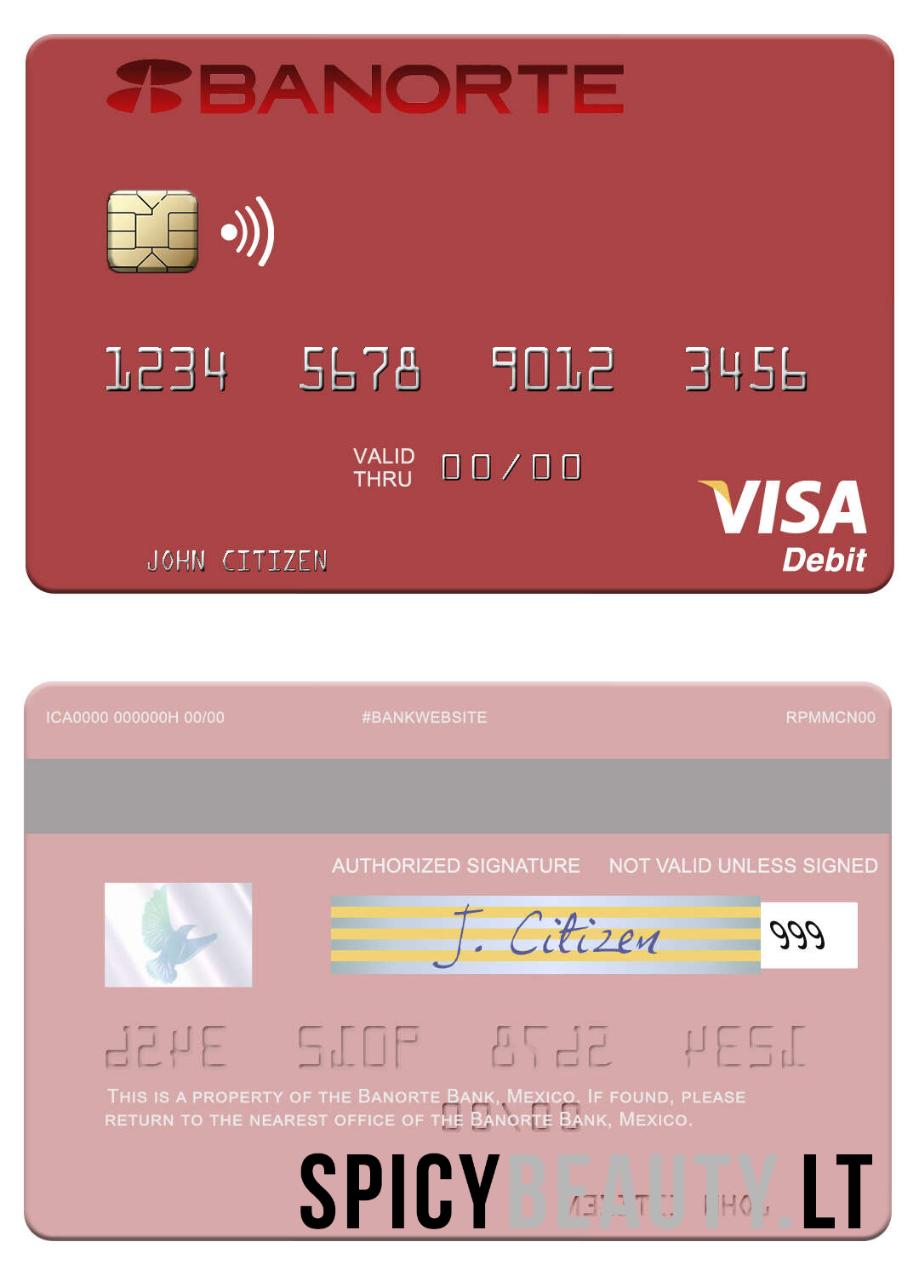 BANORTE
1234 5678 9012 3456
VALID THRU 00/00
VISA
Debit
JOHN CITIZEN
ICA0000 000000H 00/00 #BANKWEBSITE RPMMCN00
AUTHORIZED SIGNATURE NOT VALID UNLESS SIGNED
J. Citizen 999
THIS IS A PROPERTY OF THE BANORTE BANK, MEXICO. IF FOUND, PLEASE
RETURN TO THE NEAREST OFFICE OF THE BANORTE BANK, MEXICO.
SPICYBEAUTY.LT